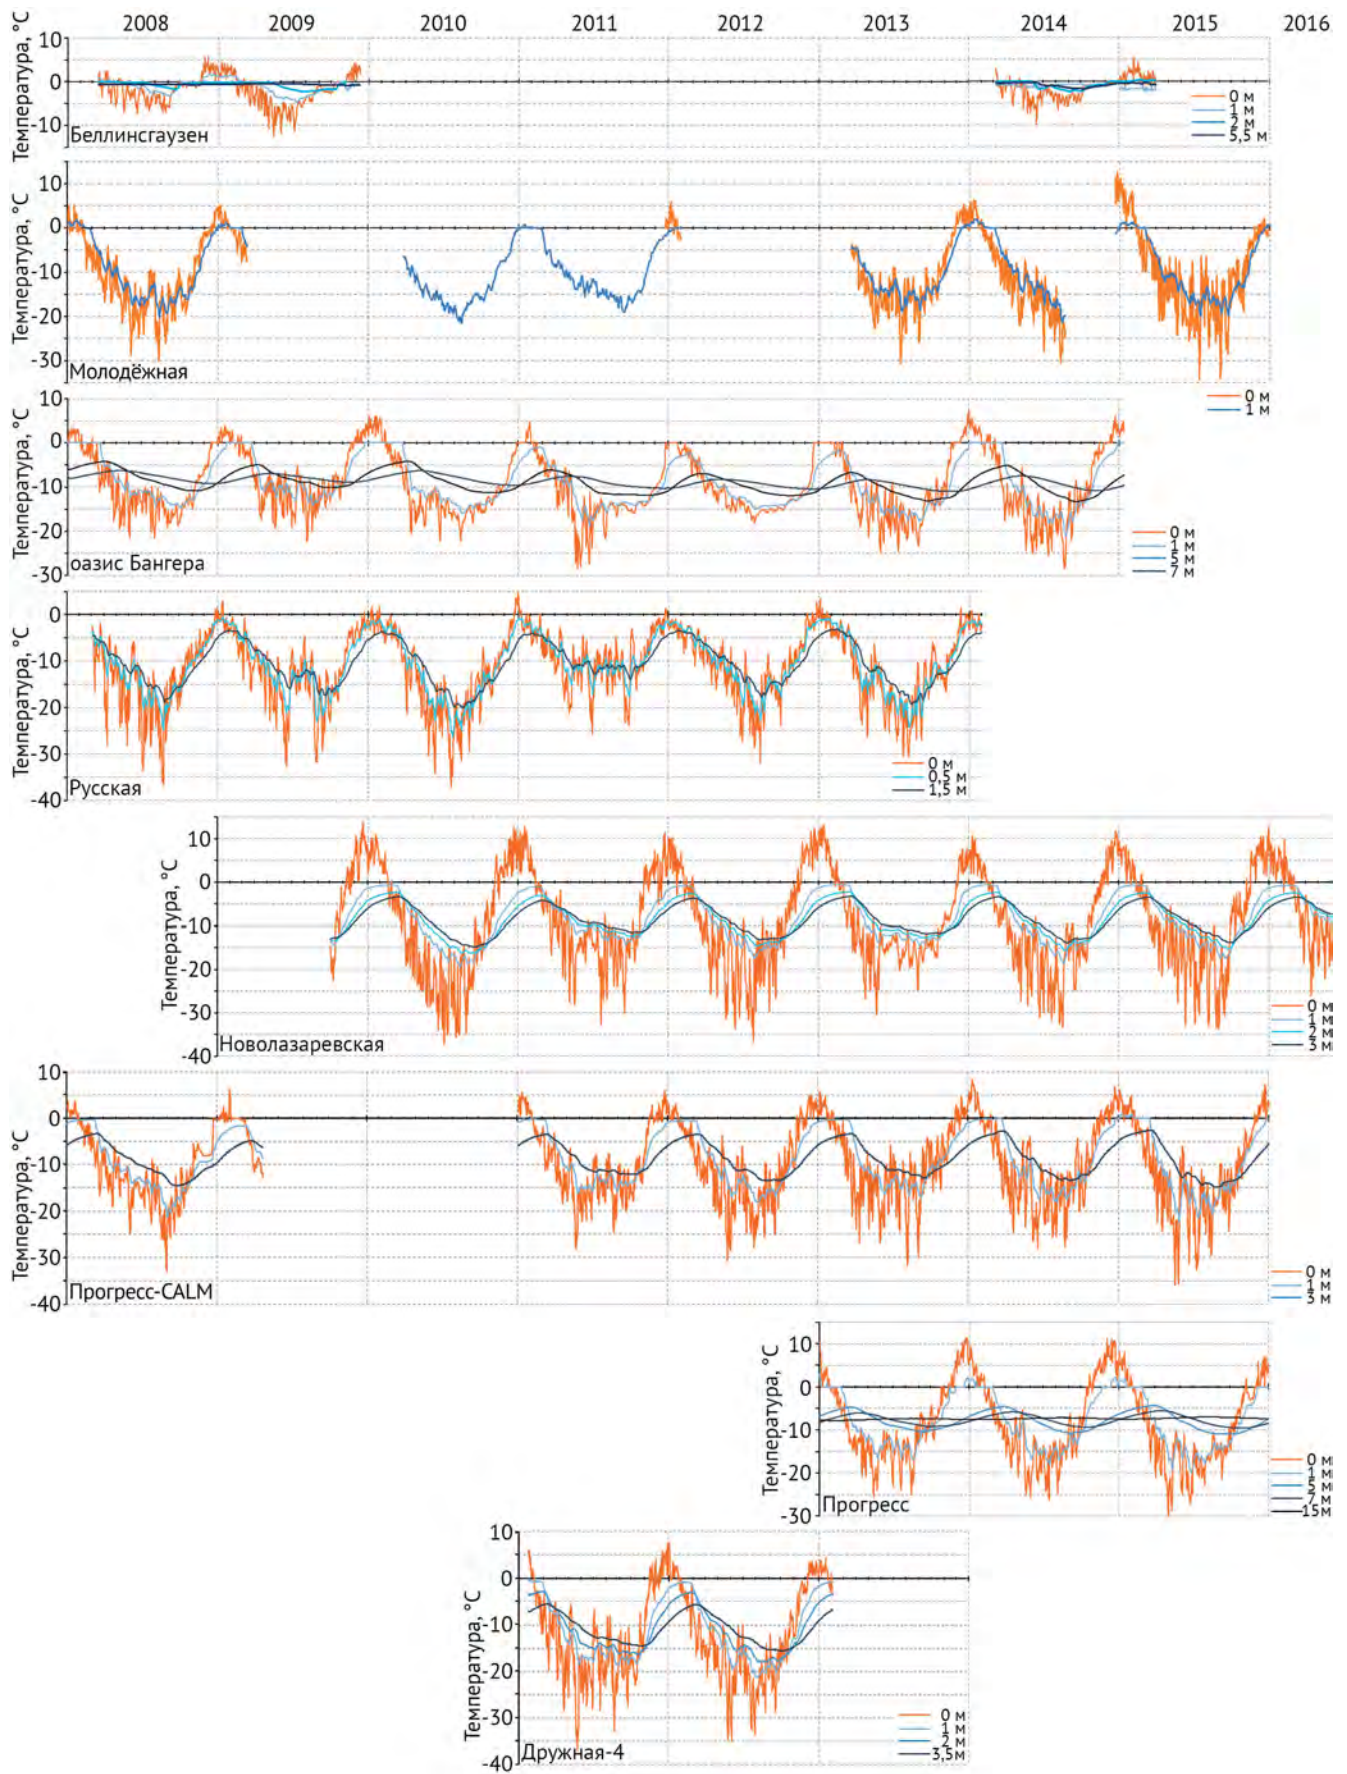 2008 2009 2010 2011 2012 2013 2014 2015 2016
Температура, °C
10
0
-10
Беллинсгаузен
0 м
1 м
2 м
5,5 м
Температура, °C
10
0
-10
-20
-30
Молодёжная
0 м
1 м
Температура, °C
10
0
-10
-20
-30
оазис Бангера
0 м
1 м
5 м
7 м
Температура, °C
0
-10
-20
-30
-40
Русская
0 м
0,5 м
1,5 м
Температура, °C
10
0
-10
-20
-30
-40
Новолазаревская
0 м
1 м
2 м
3 м
Температура, °C
10
0
-10
-20
-30
-40
Прогресс-CALM
0 м
1 м
3 м
Температура, °C
10
0
-10
-20
-30
Прогресс
0 м
1 м
5 м
7 м
15м
Температура, °C
10
0
-10
-20
-30
-40
Дружная-4
0 м
1 м
2 м
3,5м